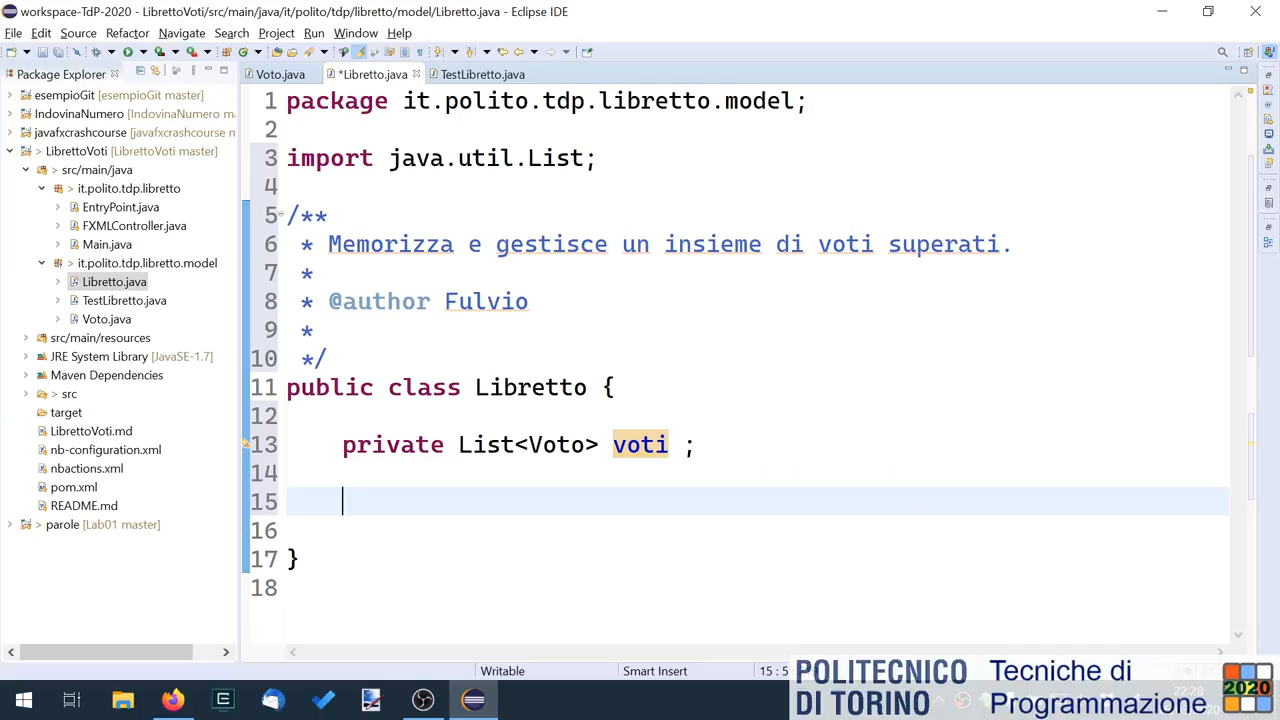 workspace-TdP-2020 - LibrettoVoti/src/main/java/it/polito/tdp/libretto/model/Libretto.java - Eclipse IDE
File Edit Source Refactor Navigate Search Project Run Window Help
Package Explorer
Voto.java
*Libretto.java
TestLibretto.java
esempioGit [esempioGit master]
IndovinaNumero [IndovinaNumero ma
javafxcrashcourse [javafxcrashcourse m
> LibrettoVoti [LibrettoVoti master]
> src/main/java
> it.polito.tdp.libretto
EntryPoint.java
FXMLController.java
Main.java
> it.polito.tdp.libretto.model
Libretto.java
TestLibretto.java
Voto.java
src/main/resources
JRE System Library [JavaSE-1.7]
Maven Dependencies
> src
target
LibrettoVoti.md
nb-configuration.xml
nbactions.xml
pom.xml
README.md
> parole [Lab01 master]
1 package it.polito.tdp.libretto.model;
2
3 import java.util.List;
4
5 /**
6 * Memorizza e gestisce un insieme di voti superati.
7 *
8 * @author Fulvio
9 *
10 */
11 public class Libretto {
12
13 private List<Voto> voti ;
14
15
16
17 }
18
Writable
Smart Insert
15 : 5
POLITECNICO
DI TORINO
Tecniche di
Programmazione
2020